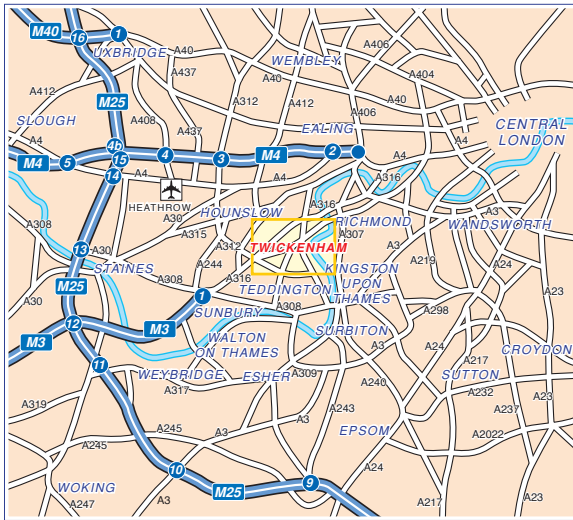 M40
16
1
UXBRIDGE
A40
A406
WEMBLEY
A437
A40
A404
A412
M25
A312
A412
A40
SLOUGH
A408
A406
A437
EALING
CENTRAL
LONDON
A4
4b
M4
5
15
4
3
M4
2
A4
A4
14
A4
A4
A316
HEATHROW
A316
A30
HOUNSLOW
RICHMOND
A3
WANDSWORTH
A308
A315
A307
13
A30
A312
TWICKENHAM
A3
STAINES
A244
A219
A24
KINGSTON
UPON
THAMES
A308
A316
A23
M25
TEDDINGTON
A30
1
A308
SUNBURY
A298
12
M3
SURBITON
M3
WALTON
ON THAMES
A3
A24
CROYDON
11
A217
WEYBRIDGE
ESHER
A309
SUTTON
A317
A240
A232
A23
A319
A243
A237
A3
A245
A3
EPSOM
A2022
A245
10
A24
WOKING
M25
9
A247
A3
A217
A23